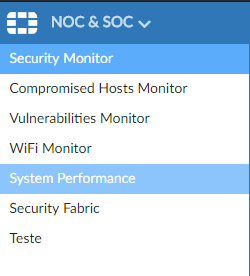 NOC & SOC
Security Monitor
Compromised Hosts Monitor
Vulnerabilities Monitor
WiFi Monitor
System Performance
Security Fabric
Teste